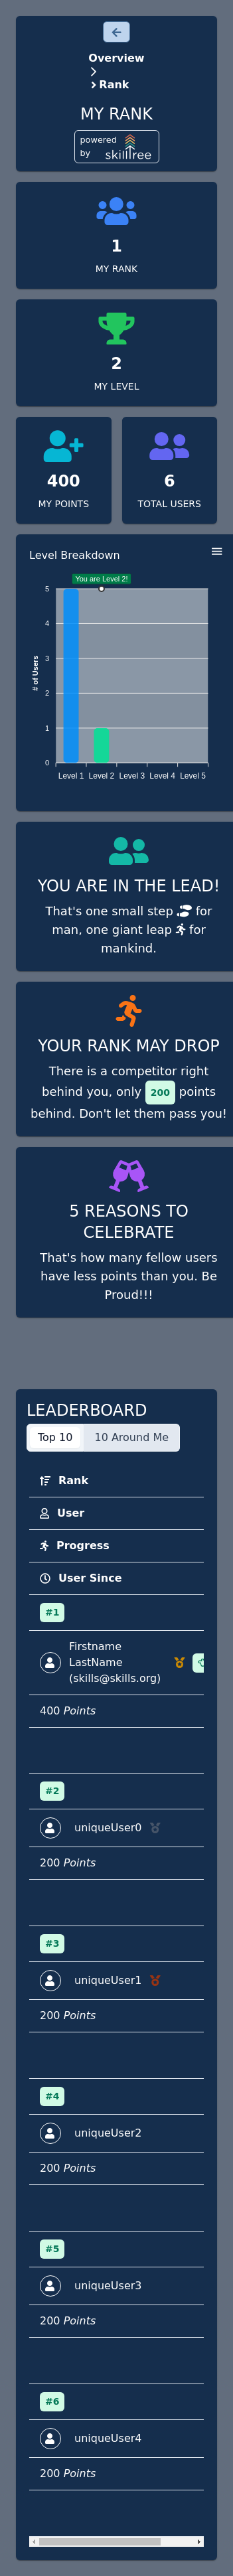 Overview
Rank
MY RANK
powered
by skilltree
1
MY RANK
2
MY LEVEL
400
MY POINTS
6
TOTAL USERS
Level Breakdown
You are Level 2!
5
4
3
2
1
0
# of Users
Level 1 Level 2 Level 3 Level 4 Level 5
YOU ARE IN THE LEAD!
That's one small step for
man, one giant leap for
mankind.
YOUR RANK MAY DROP
There is a competitor right
behind you, only 200 points
behind. Don't let them pass you!
5 REASONS TO
CELEBRATE
That's how many fellow users
have less points than you. Be
Proud!!!
LEADERBOARD
Top 10 10 Around Me
Rank
User
Progress
User Since
#1
Firstname
LastName
(skills@skills.org)
400 Points
#2
uniqueUser0
200 Points
#3
uniqueUser1
200 Points
#4
uniqueUser2
200 Points
#5
uniqueUser3
200 Points
#6
uniqueUser4
200 Points